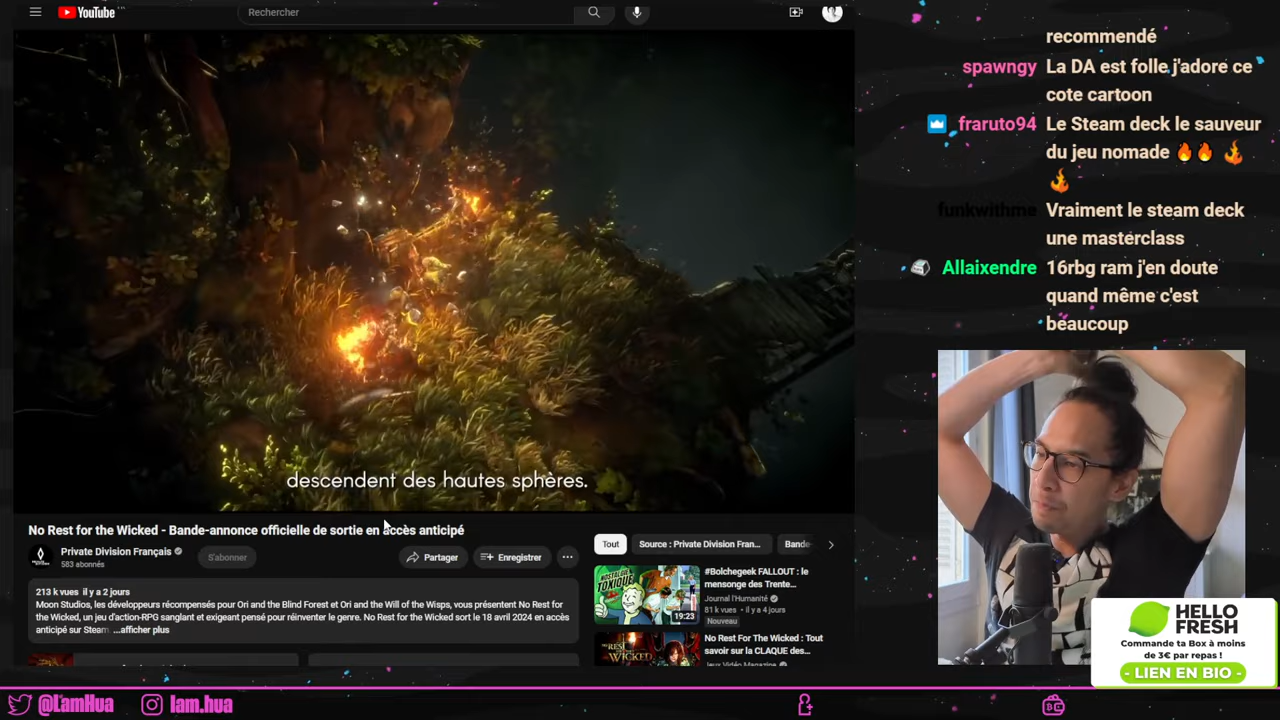 YouTube
Rechercher
descendent des hautes sphères.
No Rest for the Wicked - Bande-annonce officielle de sortie en accès anticipé
Private Division Français
583 abonnés
S'abonner
Partager
Enregistrer
213 k vues il y a 2 jours
Moon Studios, les développeurs récompensés pour Ori and the Blind Forest et Ori and the Will of the Wisps, vous présentent No Rest for
the Wicked, un jeu d'action-RPG sanglant et exigeant pensé pour réinventer le genre. No Rest for the Wicked sort le 18 avril 2024 en accès
anticipé sur Steam. ...afficher plus
Tout
Source : Private Division Fran...
Bande-
NOSTALGIE
TOXIQUE
19:23
#Bolchegeek FALLOUT : le
mensonge des Trente...
Journal l'Humanité
81 k vues • il y a 4 jours
Nouveau
WICKED
No Rest For The Wicked : Tout
savoir sur la CLAQUE des...
Jeux Vidéo Magazine
recommendé
spawngy La DA est folle j'adore ce
cote cartoon
fraruto94 Le Steam deck le sauveur
du jeu nomade
funkwithme Vraiment le steam deck
une masterclass
Allaixendre 16rbg ram j'en doute
quand même c'est
beaucoup
HELLO
FRESH
Commande ta Box à moins
de 3€ par repas !
- LIEN EN BIO -
@LamHua
lam.hua